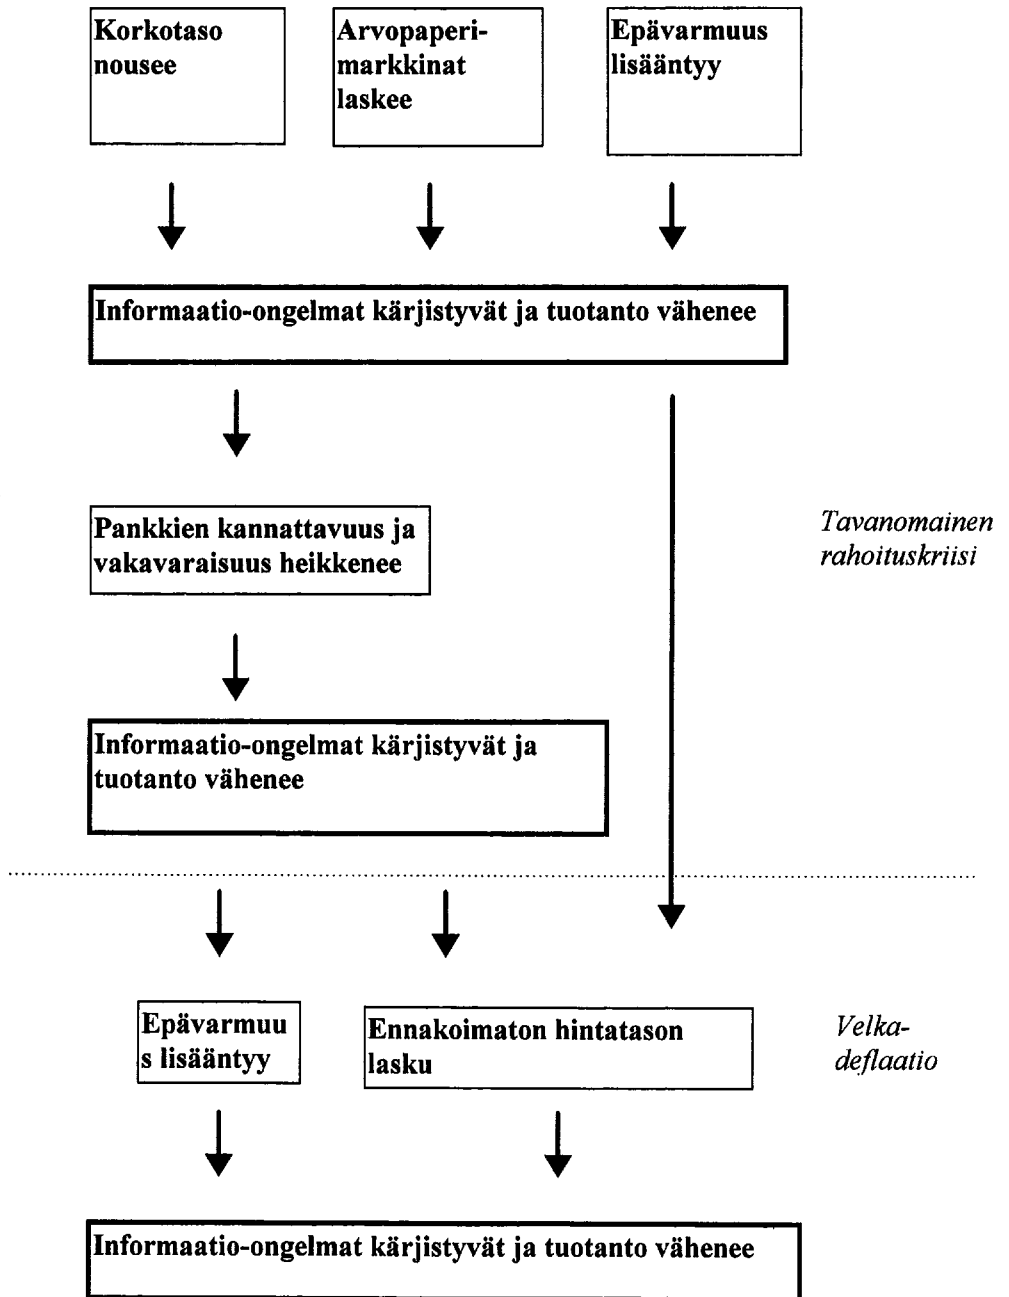 Korkotaso
nousee
Arvopaperi-
markkinat
laskee
Epävarmuus
lisääntyy
Informaatio-ongelmat kärjistyvät ja tuotanto vähenee
Pankkien kannattavuus ja
vakavaraisuus heikkenee
Tavanomainen
rahoituskriisi
Informaatio-ongelmat kärjistyvät ja
tuotanto vähenee
Epävarmuu
s lisääntyy
Ennakoimaton hintatason
lasku
Velka-
deflaatio
Informaatio-ongelmat kärjistyvät ja tuotanto vähenee